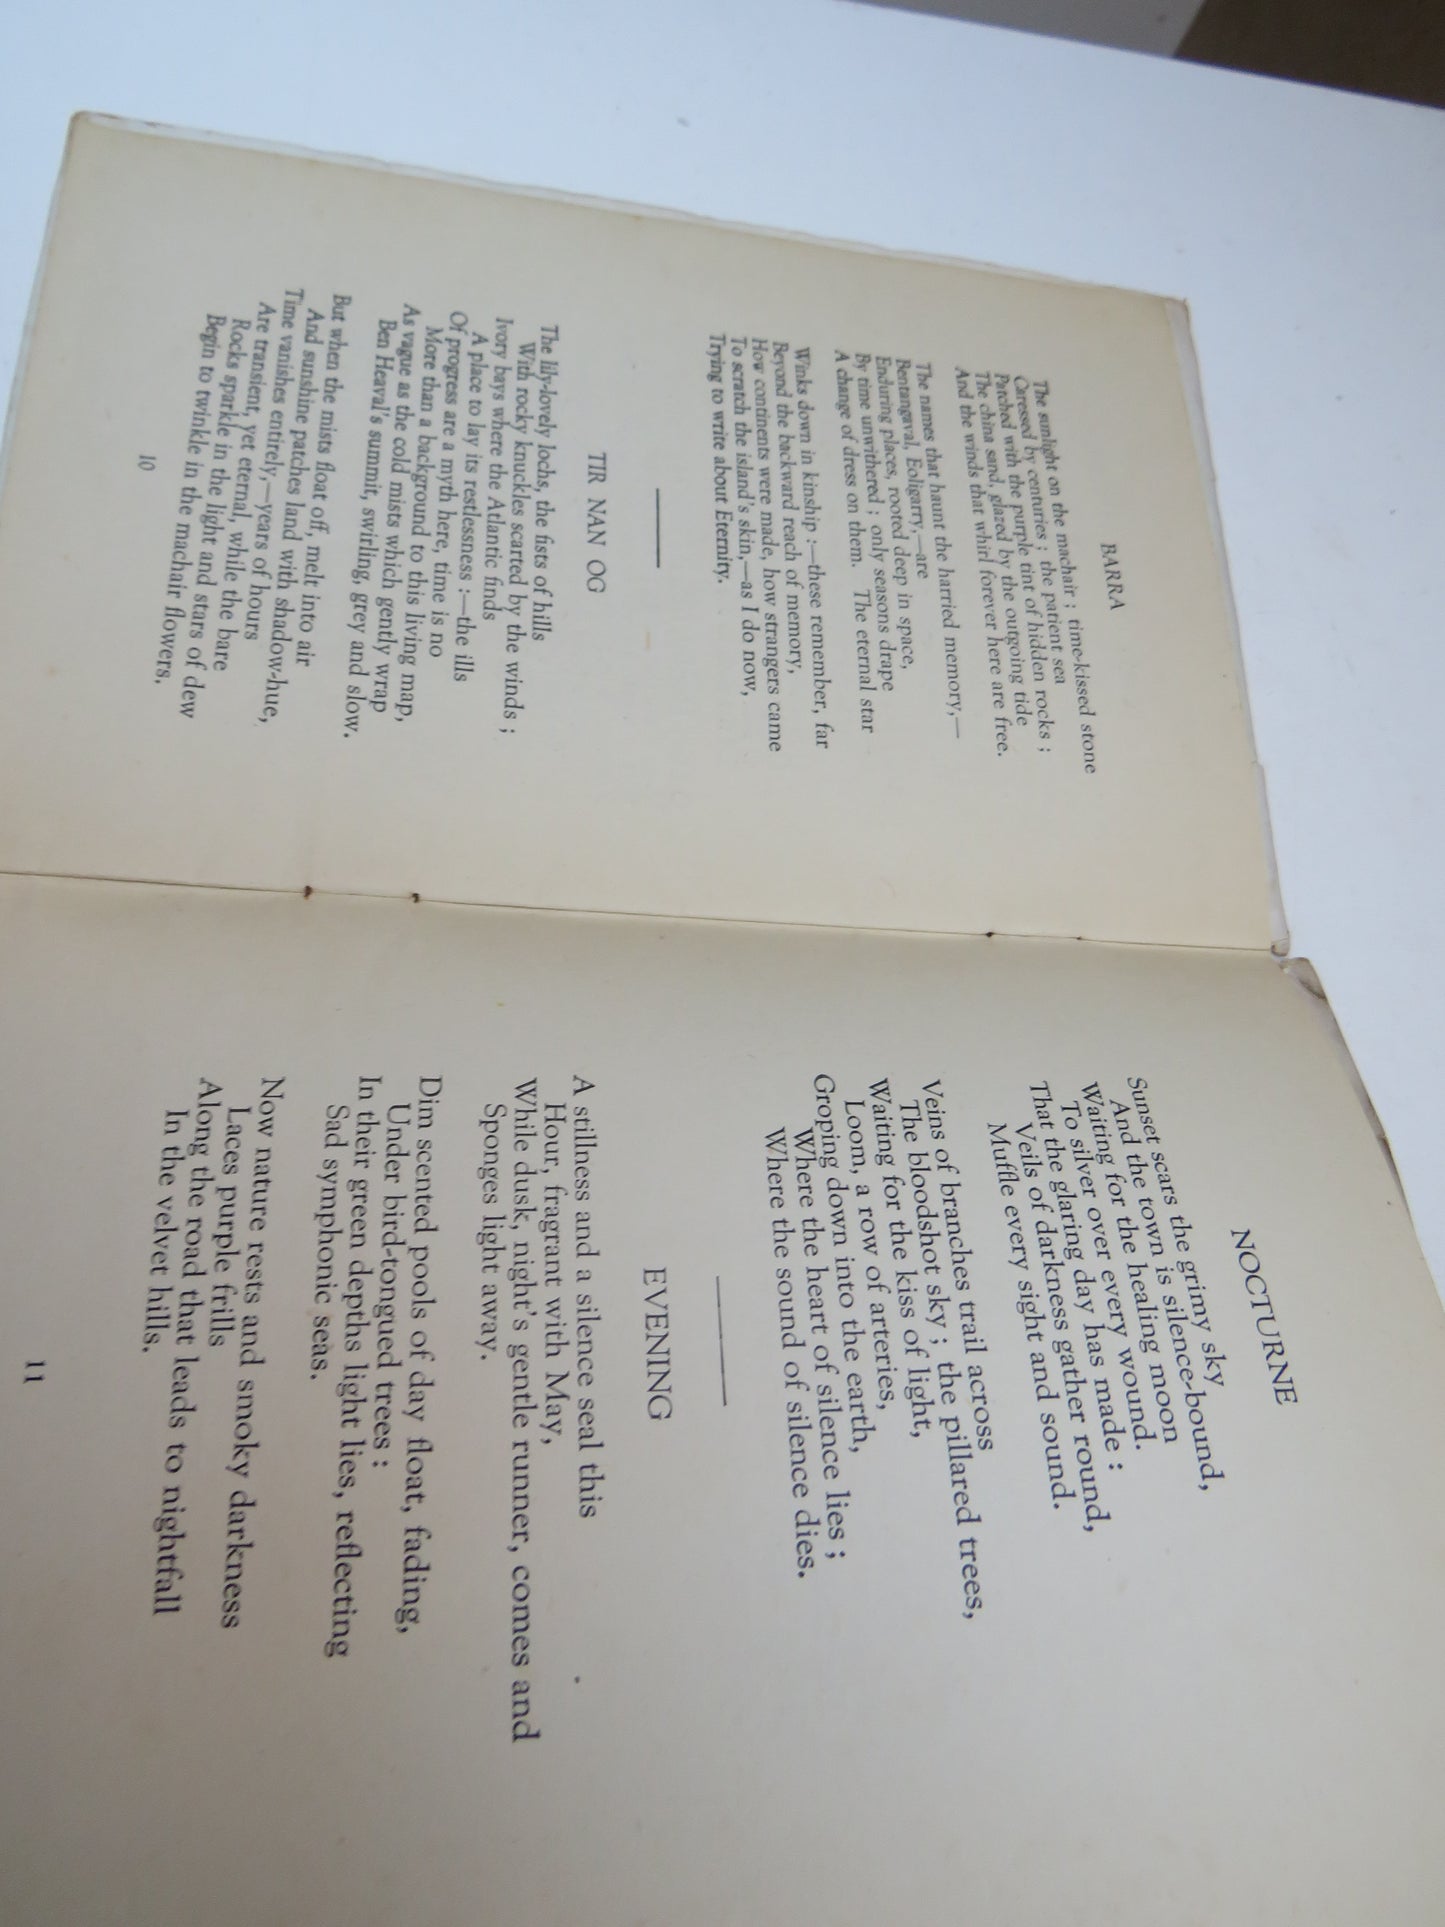 BARRA
The sunlight on the machair ; time-kissed stone
Caressed by centuries ; the patient sea
Patched with the purple tint of hidden rocks ;
The china sand, glazed by the outgoing tide
And the winds that whirl forever here are free.
The names that haunt the harried memory,—
Bentangaval, Eoligarry,—are
Enduring places, rooted deep in space,
By time unwithered ; only seasons drape
A change of dress on them. The eternal star
Winks down in kinship :—these remember, far
Beyond the backward reach of memory,
How continents were made, how strangers came
To scratch the island's skin,—as I do now,
Trying to write about Eternity.
TIR NAN OG
The lily-lovely lochs, the fists of hills
With rocky knuckles scarted by the winds ;
Ivory bays where the Atlantic finds
A place to lay its restlessness :—the ills
Of progress are a myth here, time is no
More than a background to this living map,
As vague as the cold mists which gently wrap
Ben Heaval's summit, swirling, grey and slow.
But when the mists float off, melt into air
And sunshine patches land with shadow-hue,
Time vanishes entirely,—years of hours
Are transient, yet eternal, while the bare
Rocks sparkle in the light and stars of dew
Begin to twinkle in the machair flowers.
10
NOCTURNE
Sunset scars the grimy sky
And the town is silence-bound,
Waiting for the healing moon
To silver over every wound.
That the glaring day has made :
Veils of darkness gather round,
Muffle every sight and sound.
Veins of branches trail across
The bloodshot sky ; the pillared trees,
Waiting for the kiss of light,
Loom, a row of arteries,
Groping down into the earth,
Where the heart of silence lies ;
Where the sound of silence dies.
EVENING
A stillness and a silence seal this
Hour, fragrant with May,
While dusk, night's gentle runner, comes and
Sponges light away.
Dim scented pools of day float, fading,
Under bird-tongued trees :
In their green depths light lies, reflecting
Sad symphonic seas.
Now nature rests and smoky darkness
Laces purple frills
Along the road that leads to nightfall
In the velvet hills.
11